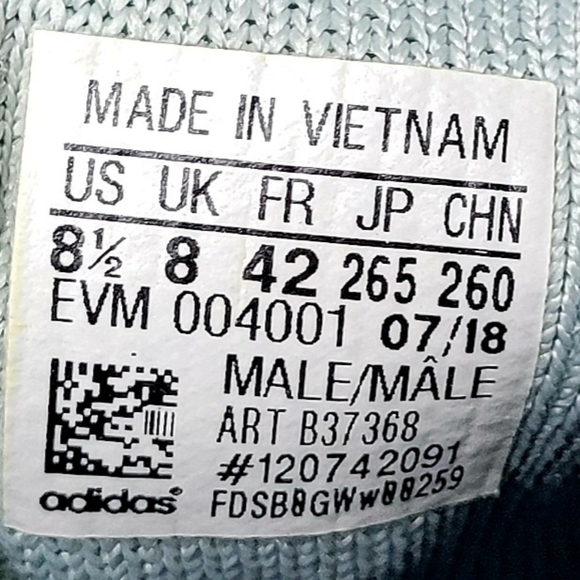 MADE IN VIETNAM
US UK FR JP CHN
8½ 8 42 265 260
EVM 004001 07/18
MALE/MÂLE
ART B37368
#120742091
adidas